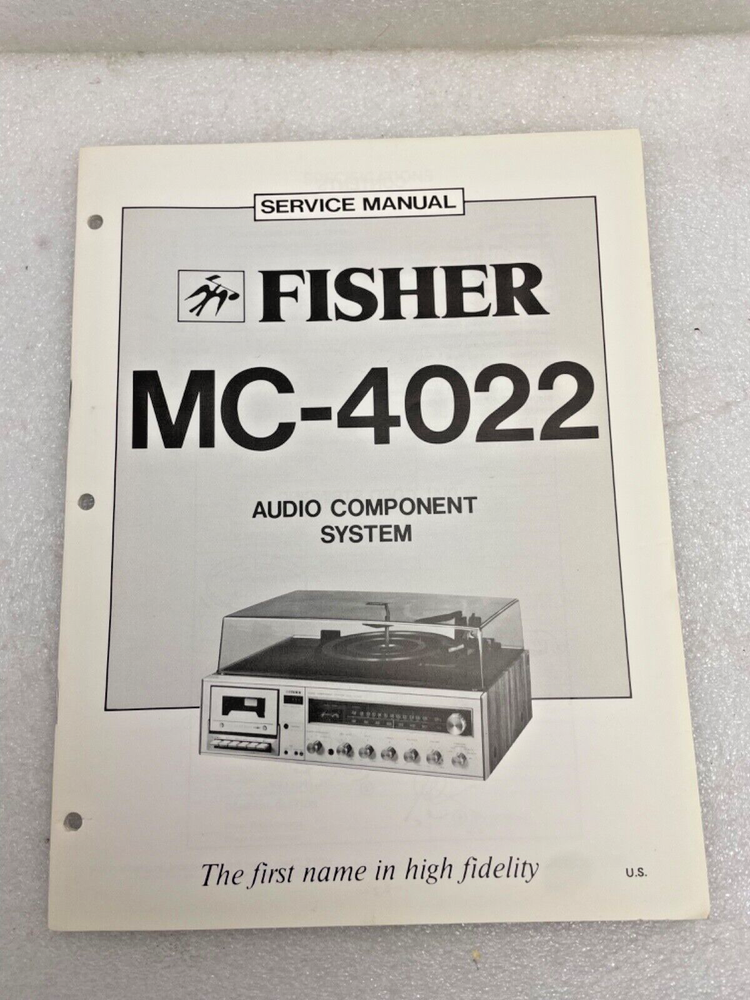 SERVICE MANUAL
FISHER
MC-4022
AUDIO COMPONENT
SYSTEM
The first name in high fidelity
U.S.